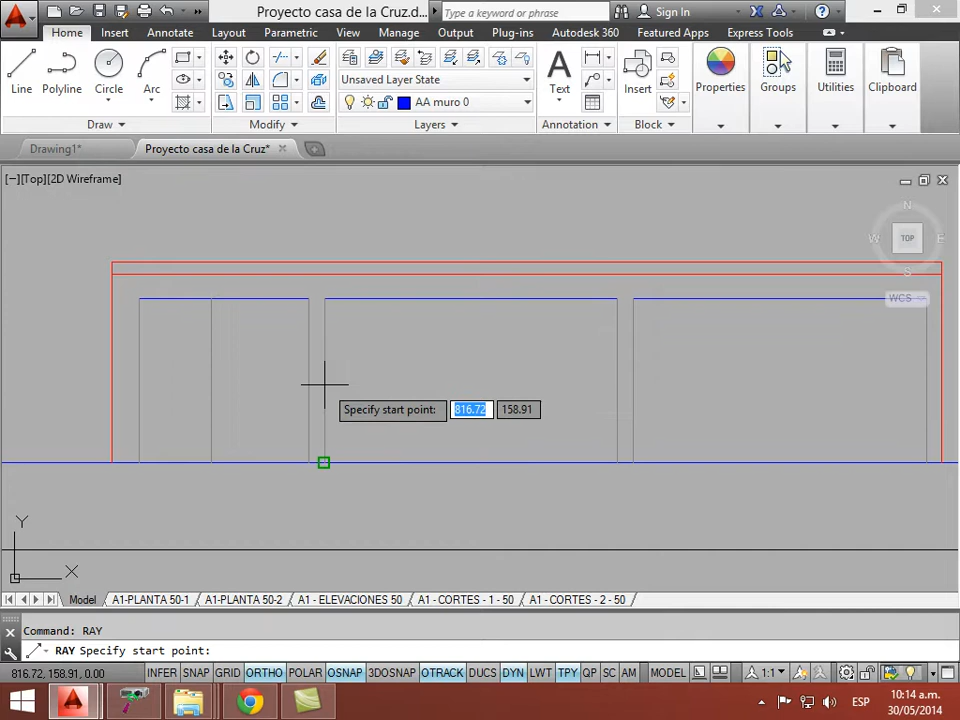 Proyecto casa de la Cruz.d...
Type a keyword or phrase
Sign In
Home Insert Annotate Layout Parametric View Manage Output Plug-ins Autodesk 360 Featured Apps Express Tools
Unsaved Layer State
Line Polyline Circle Arc
AA muro 0
Text Insert Properties Groups Utilities Clipboard
Draw Modify Layers Annotation Block
Drawing1* Proyecto casa de la Cruz*
[−][Top][2D Wireframe]
N
W TOP E
S
WCS
Specify start point: 816.72 158.91
Y
X
Model A1-PLANTA 50-1 A1-PLANTA 50-2 A1 - ELEVACIONES 50 A1 - CORTES - 1 - 50 A1 - CORTES - 2 - 50
Command: RAY
RAY Specify start point:
816.72, 158.91, 0.00 INFER SNAP GRID ORTHO POLAR OSNAP 3DOSNAP OTRACK DUCS DYN LWT TPY QP SC AM MODEL 1:1
ESP
10:14 a.m.
30/05/2014